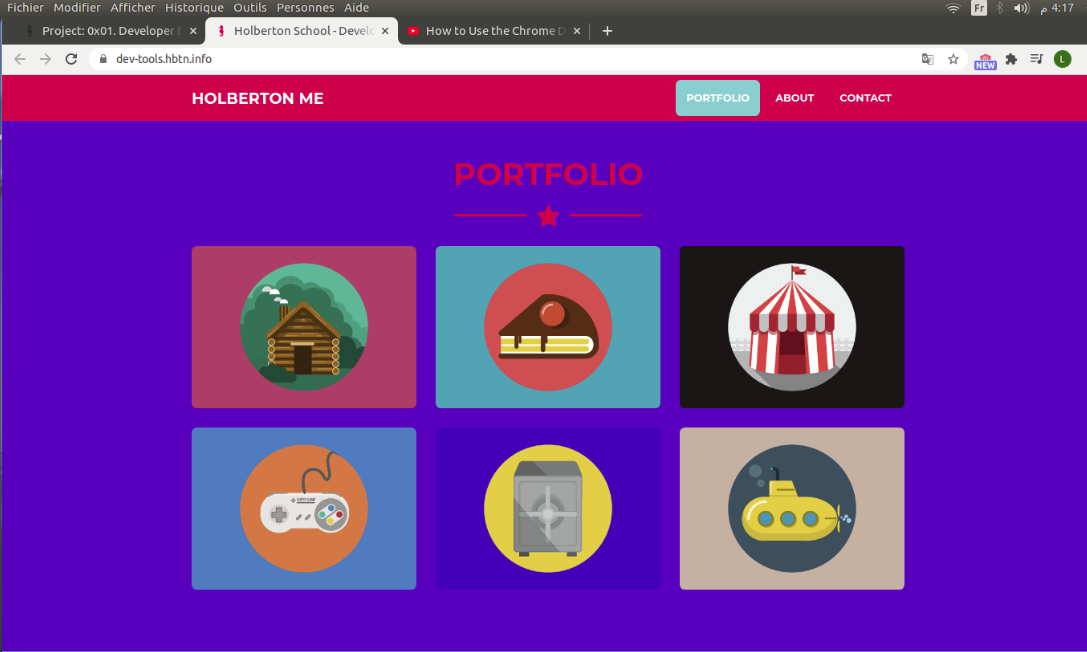 Fichier Modifier Afficher Historique Outils Personnes Aide
Fr
4:17 م
Project: 0x01. Developer t
Holberton School - Develo
How to Use the Chrome D
dev-tools.hbtn.info
NEW
L
HOLBERTON ME
PORTFOLIO
ABOUT
CONTACT
PORTFOLIO